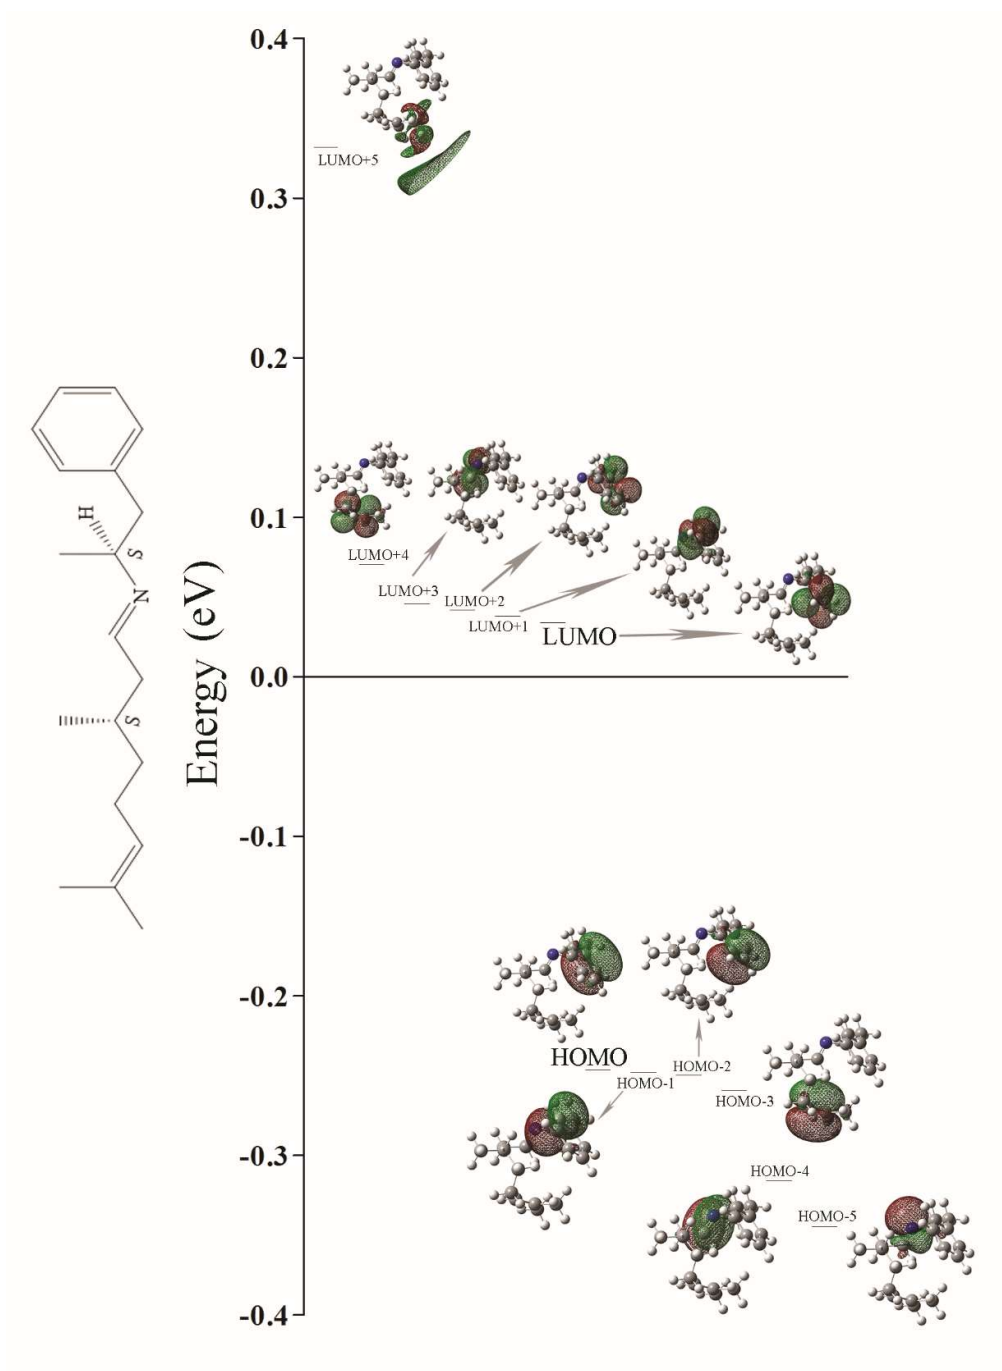 0.4
LUMO+5
0.3
0.2
0.1
LUMO+4
LUMO+3
LUMO+2
LUMO+1
LUMO
0.0
H
S
N
S
Energy (eV)
-0.1
-0.2
HOMO
HOMO-1
HOMO-2
HOMO-3
-0.3
HOMO-4
HOMO-5
-0.4